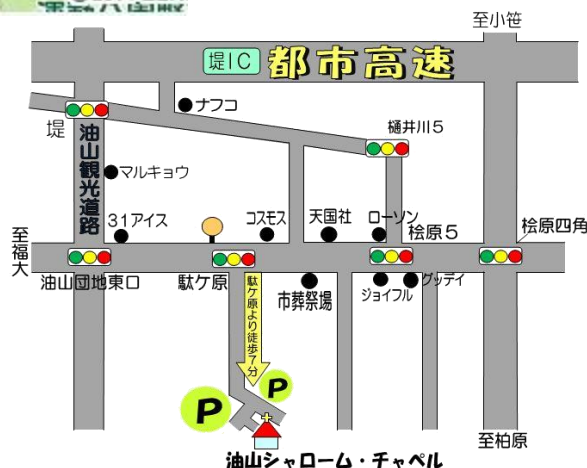 至小笹
堤IC 都市高速
ナフコ
樋井川5
堤
油山観光道路
マルキョウ
31アイス
コスモス
天国社
ローソン
桧原5
桧原四角
至福大
油山団地東口
駄ケ原
市葬祭場
ジョイフル
グッデイ
駄ケ原より徒歩7分
P
P
至柏原
油山シャローム・チャペル